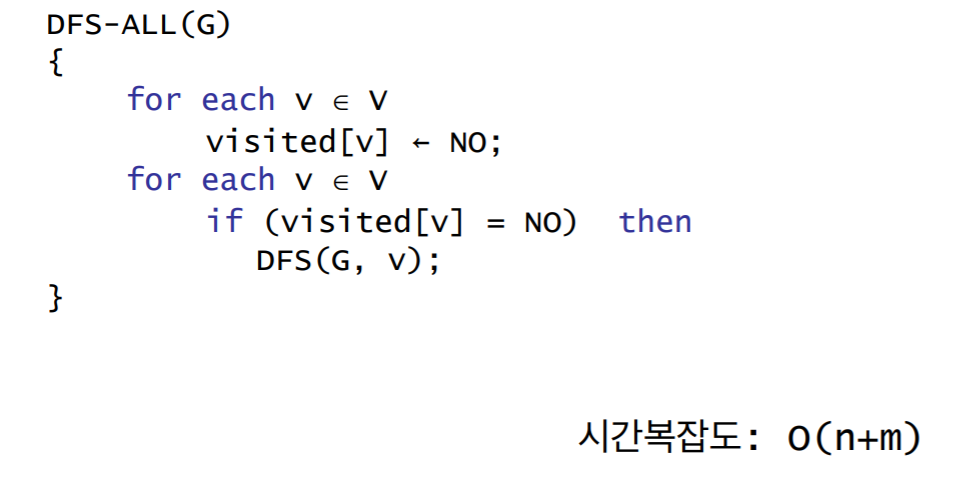 DFS-ALL(G)
{
for each v ∈ V
visited[v] ← NO;
for each v ∈ V
if (visited[v] = NO) then
DFS(G, v);
}
시간복잡도: O(n+m)